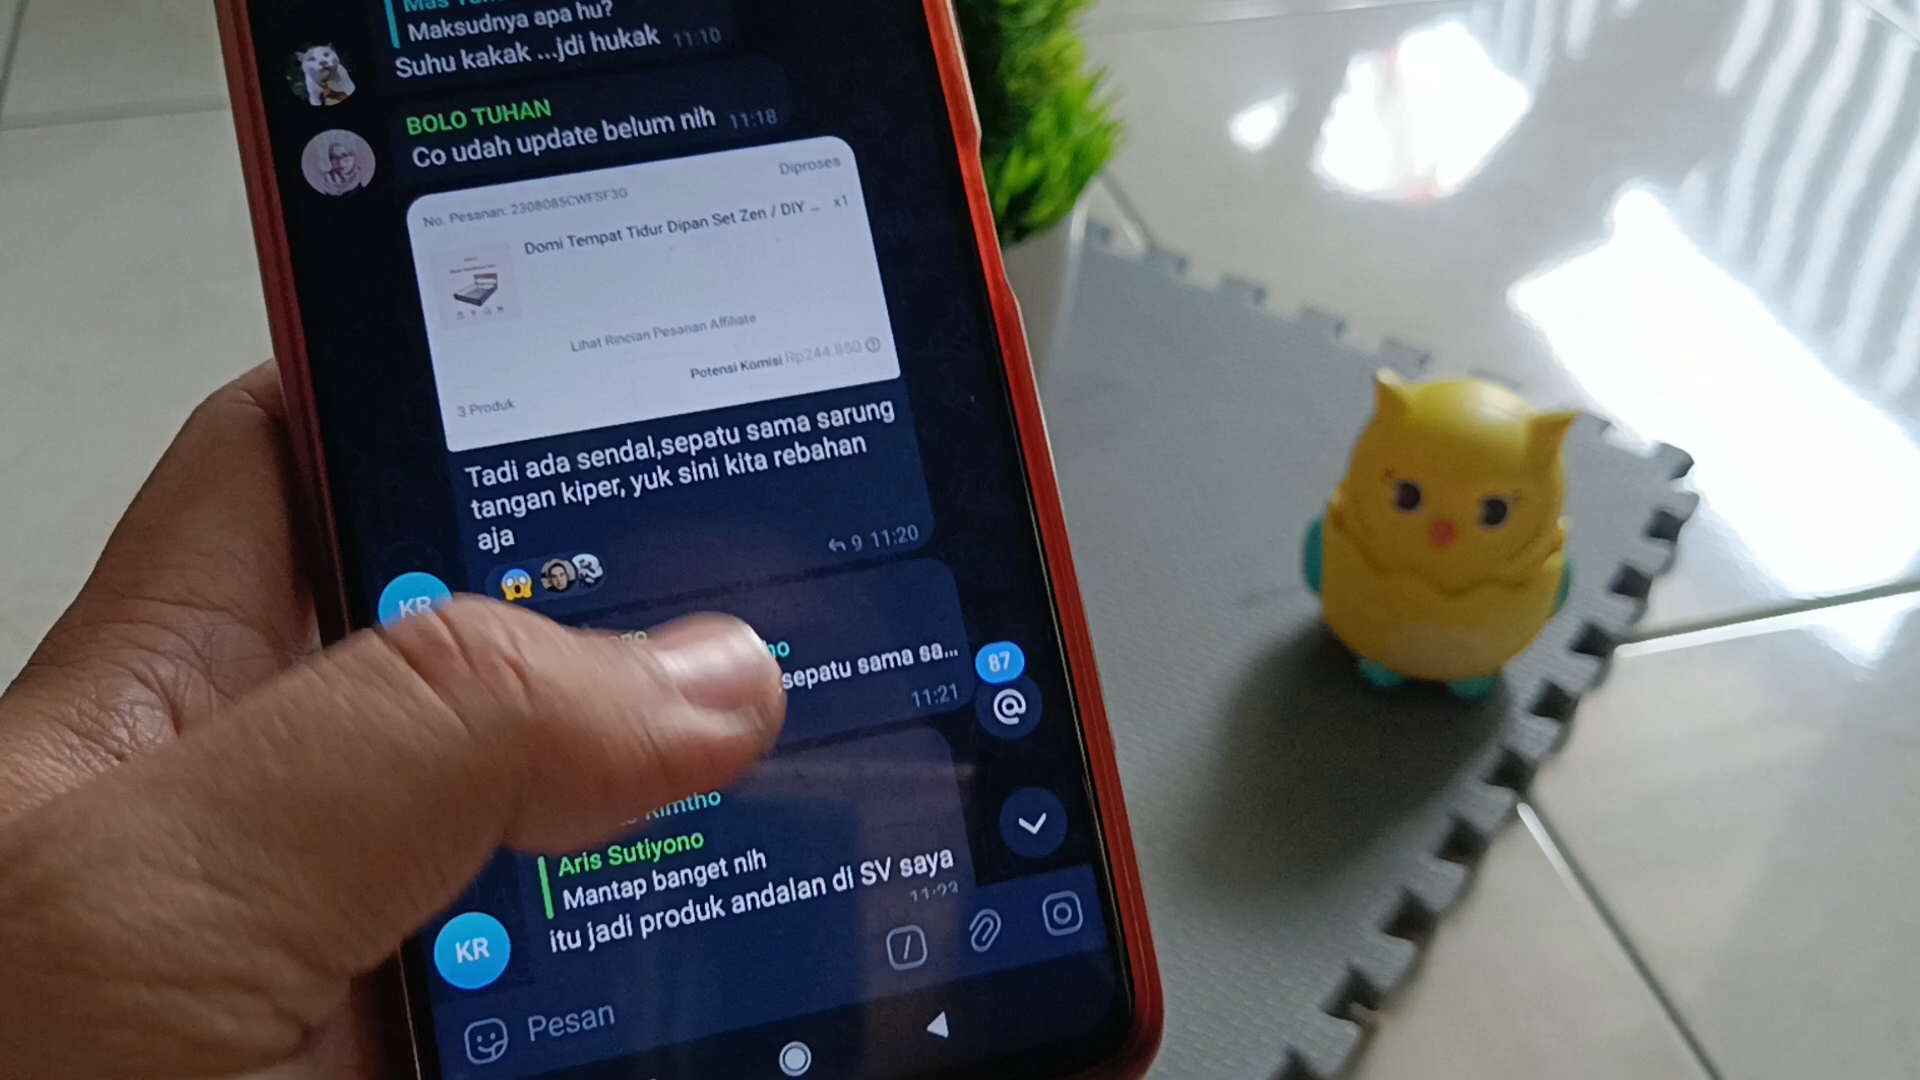 Maksudnya apa hu?
Suhu kakak ...jdi hukak 11:10
BOLO TUHAN
Co udah update belum nih 11:18
Diproses
No. Pesanan: 2308085CWFSF3G
Domi Tempat Tidur Dipan Set Zen / DIY ... x1
Lihat Rincian Pesanan Affiliate
Potensi Komisi Rp244.850
3 Produk
Tadi ada sendal,sepatu sama sarung
tangan kiper, yuk sini kita rebahan
aja
9 11:20
KR
sepatu sama sa...
11:21
87
@
Aris Sutiyono
Mantap banget nih
itu jadi produk andalan di SV saya
KR
/
Pesan